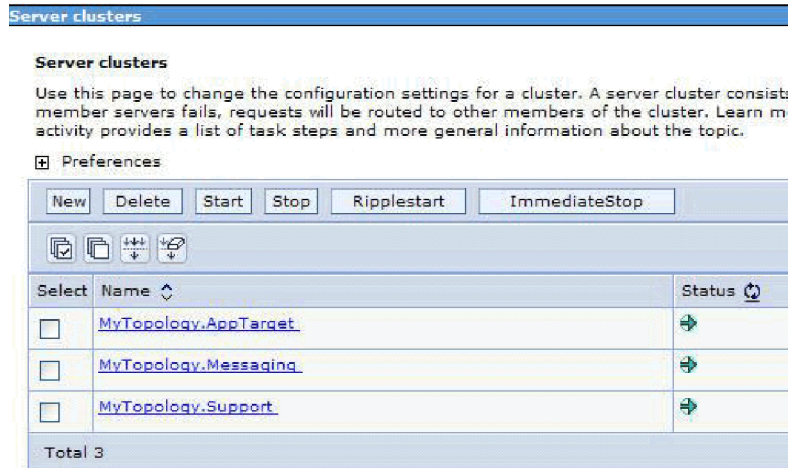 Server clusters
Server clusters
Use this page to change the configuration settings for a cluster. A server cluster consists
member servers fails, requests will be routed to other members of the cluster. Learn m
activity provides a list of task steps and more general information about the topic.
Preferences
New Delete Start Stop Ripplestart ImmediateStop
Select Name Status
MyTopology.AppTarget
MyTopology.Messaging
MyTopology.Support
Total 3